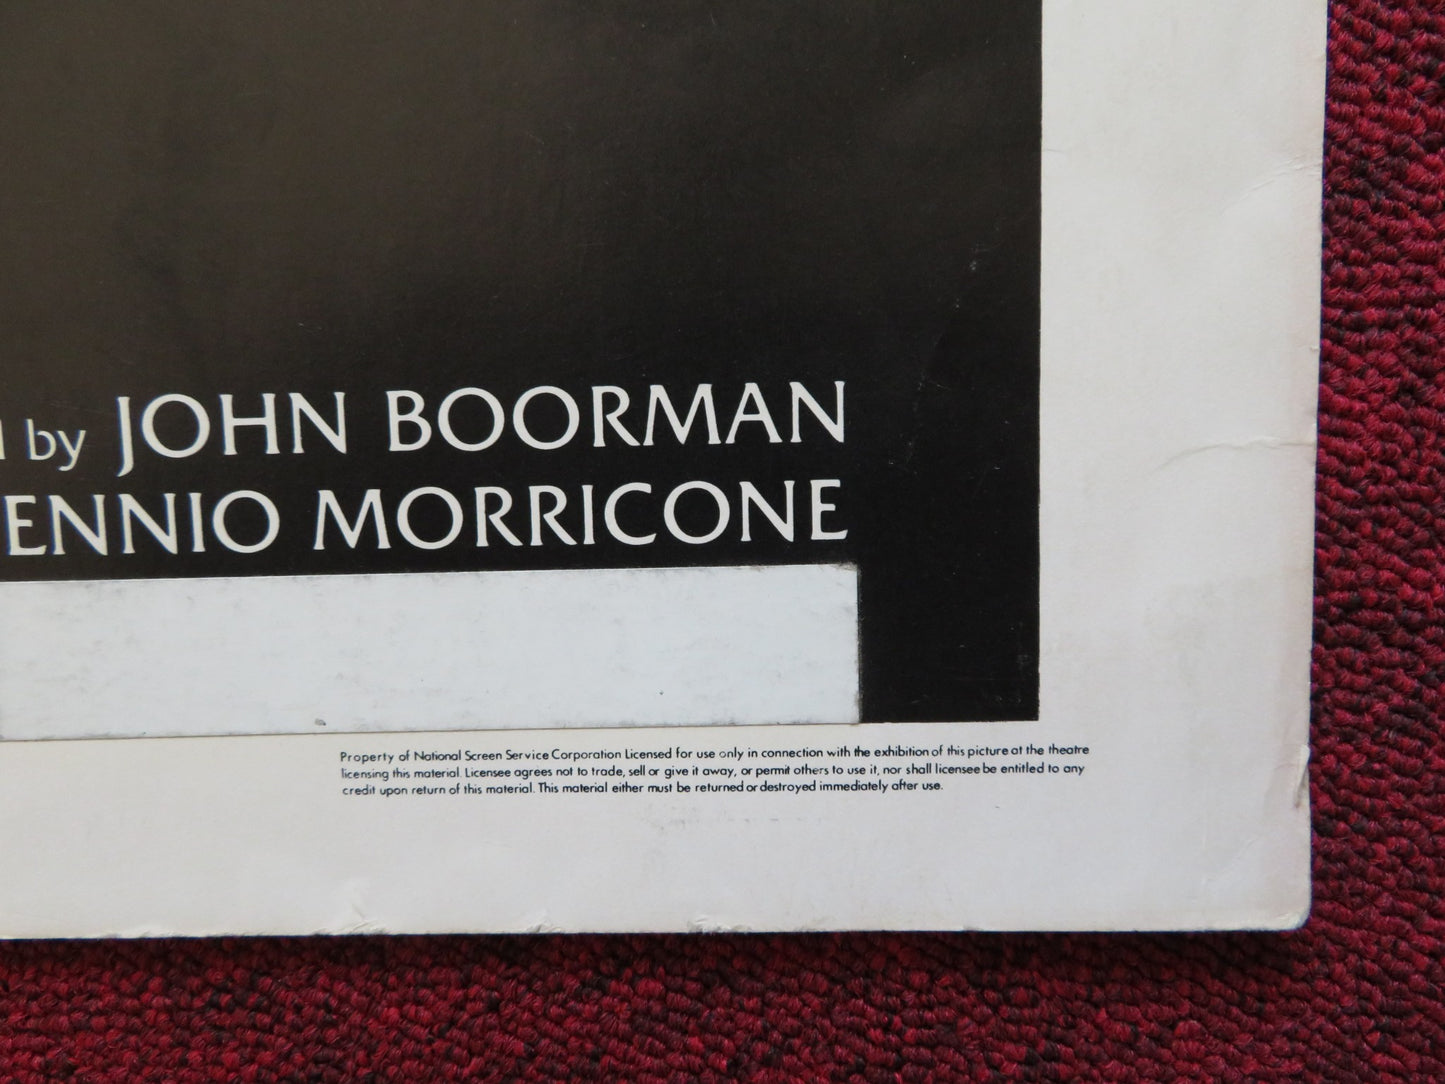 by JOHN BOORMAN
ENNIO MORRICONE
Property of National Screen Service Corporation Licensed for use only in connection with the exhibition of this picture at the theatre
licensing this material. Licensee agrees not to trade, sell or give it away, or permit others to use it, nor shall licensee be entitled to any
credit upon return of this material. This material either must be returned or destroyed immediately after use.